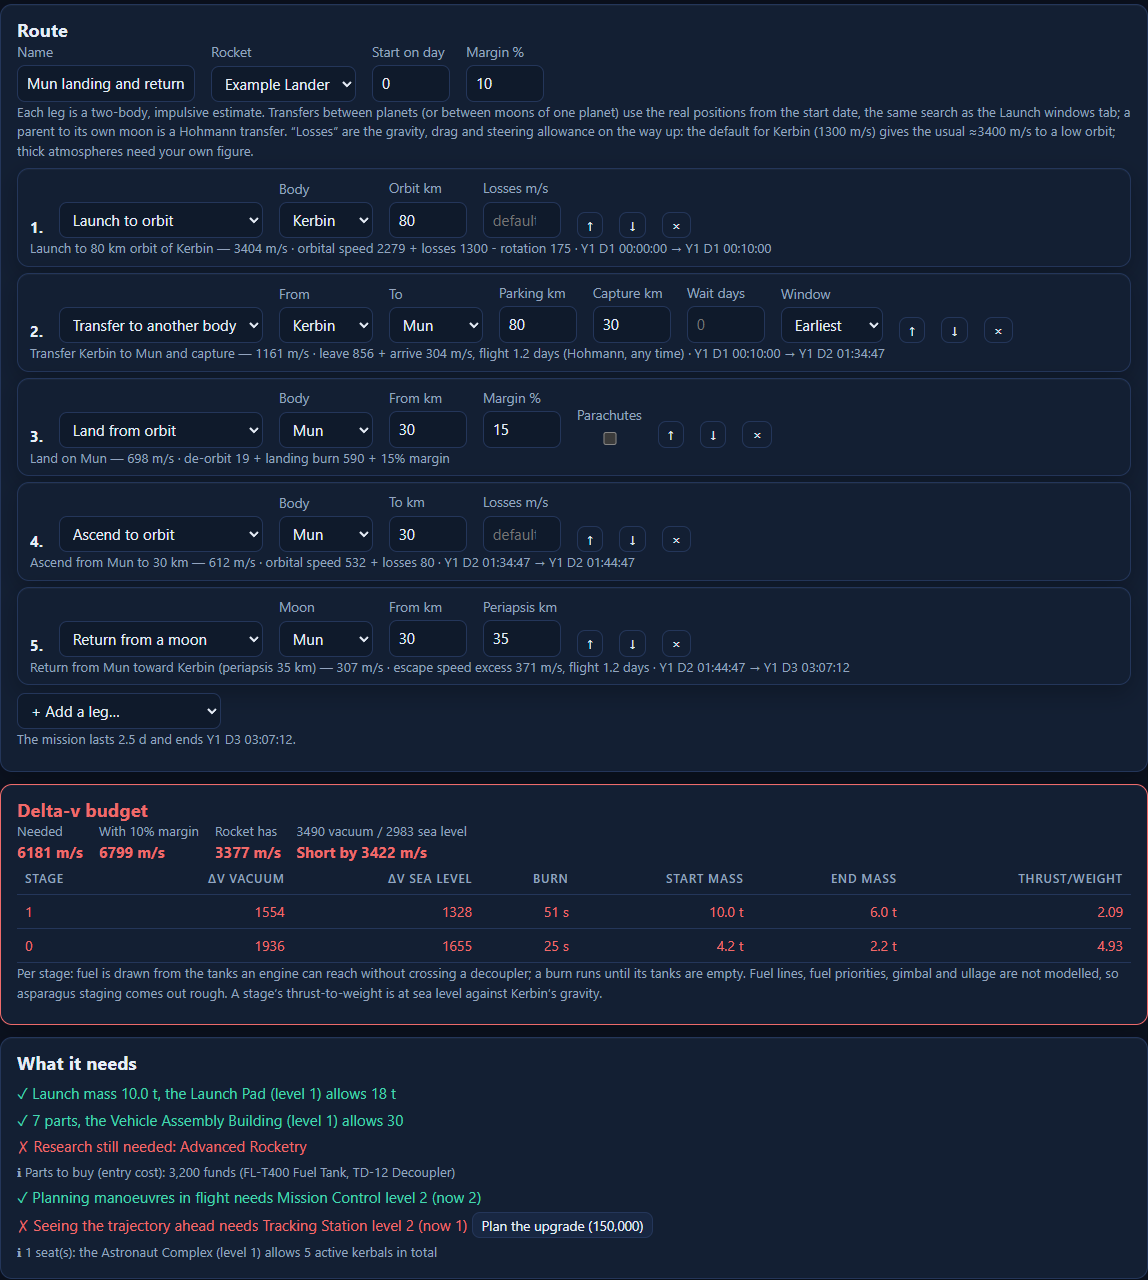 Route
Name Rocket Start on day Margin %
Mun landing and return Example Lander 0 10
Each leg is a two-body, impulsive estimate. Transfers between planets (or between moons of one planet) use the real positions from the start date, the same search as the Launch windows tab; a
parent to its own moon is a Hohmann transfer. “Losses” are the gravity, drag and steering allowance on the way up: the default for Kerbin (1300 m/s) gives the usual ≈3400 m/s to a low orbit;
thick atmospheres need your own figure.
Body Orbit km Losses m/s
1. Launch to orbit Kerbin 80 default ↑ ↓ ×
Launch to 80 km orbit of Kerbin — 3404 m/s · orbital speed 2279 + losses 1300 - rotation 175 · Y1 D1 00:00:00 → Y1 D1 00:10:00
From To Parking km Capture km Wait days Window
2. Transfer to another body Kerbin Mun 80 30 0 Earliest ↑ ↓ ×
Transfer Kerbin to Mun and capture — 1161 m/s · leave 856 + arrive 304 m/s, flight 1.2 days (Hohmann, any time) · Y1 D1 00:10:00 → Y1 D2 01:34:47
Body From km Margin % Parachutes
3. Land from orbit Mun 30 15 ↑ ↓ ×
Land on Mun — 698 m/s · de-orbit 19 + landing burn 590 + 15% margin
Body To km Losses m/s
4. Ascend to orbit Mun 30 default ↑ ↓ ×
Ascend from Mun to 30 km — 612 m/s · orbital speed 532 + losses 80 · Y1 D2 01:34:47 → Y1 D2 01:44:47
Moon From km Periapsis km
5. Return from a moon Mun 30 35 ↑ ↓ ×
Return from Mun toward Kerbin (periapsis 35 km) — 307 m/s · escape speed excess 371 m/s, flight 1.2 days · Y1 D2 01:44:47 → Y1 D3 03:07:12
+ Add a leg...
The mission lasts 2.5 d and ends Y1 D3 03:07:12.
Delta-v budget
Needed With 10% margin Rocket has 3490 vacuum / 2983 sea level
6181 m/s 6799 m/s 3377 m/s Short by 3422 m/s
STAGE ΔV VACUUM ΔV SEA LEVEL BURN START MASS END MASS THRUST/WEIGHT
1 1554 1328 51 s 10.0 t 6.0 t 2.09
0 1936 1655 25 s 4.2 t 2.2 t 4.93
Per stage: fuel is drawn from the tanks an engine can reach without crossing a decoupler; a burn runs until its tanks are empty. Fuel lines, fuel priorities, gimbal and ullage are not modelled, so
asparagus staging comes out rough. A stage's thrust-to-weight is at sea level against Kerbin's gravity.
What it needs
✓ Launch mass 10.0 t, the Launch Pad (level 1) allows 18 t
✓ 7 parts, the Vehicle Assembly Building (level 1) allows 30
✗ Research still needed: Advanced Rocketry
ℹ Parts to buy (entry cost): 3,200 funds (FL-T400 Fuel Tank, TD-12 Decoupler)
✓ Planning manoeuvres in flight needs Mission Control level 2 (now 2)
✗ Seeing the trajectory ahead needs Tracking Station level 2 (now 1) Plan the upgrade (150,000)
ℹ 1 seat(s): the Astronaut Complex (level 1) allows 5 active kerbals in total